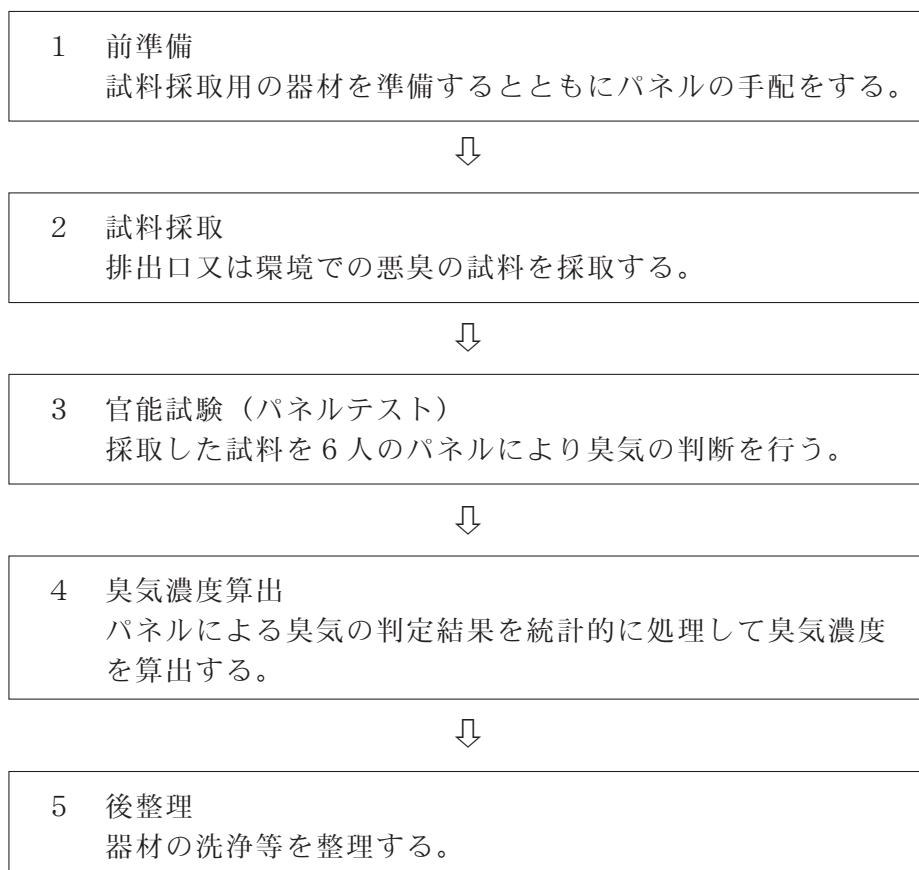 １　前準備
試料採取用の器材を準備するとともにパネルの手配をする。
⇩
２　試料採取
排出口又は環境での悪臭の試料を採取する。
⇩
３　官能試験（パネルテスト）
採取した試料を６人のパネルにより臭気の判断を行う。
⇩
４　臭気濃度算出
パネルによる臭気の判定結果を統計的に処理して臭気濃度
を算出する。
⇩
５　後整理
器材の洗浄等を整理する。